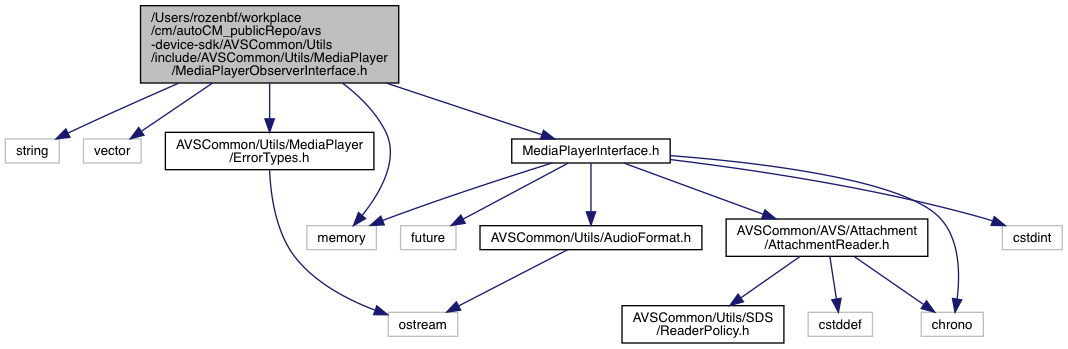 /Users/rozenbf/workplace
/cm/autoCM_publicRepo/avs
-device-sdk/AVSCommon/Utils
/include/AVSCommon/Utils/MediaPlayer
/MediaPlayerObserverInterface.h
string
vector
AVSCommon/Utils/MediaPlayer
/ErrorTypes.h
MediaPlayerInterface.h
memory
future
AVSCommon/Utils/AudioFormat.h
AVSCommon/AVS/Attachment
/AttachmentReader.h
cstdint
ostream
AVSCommon/Utils/SDS
/ReaderPolicy.h
cstddef
chrono